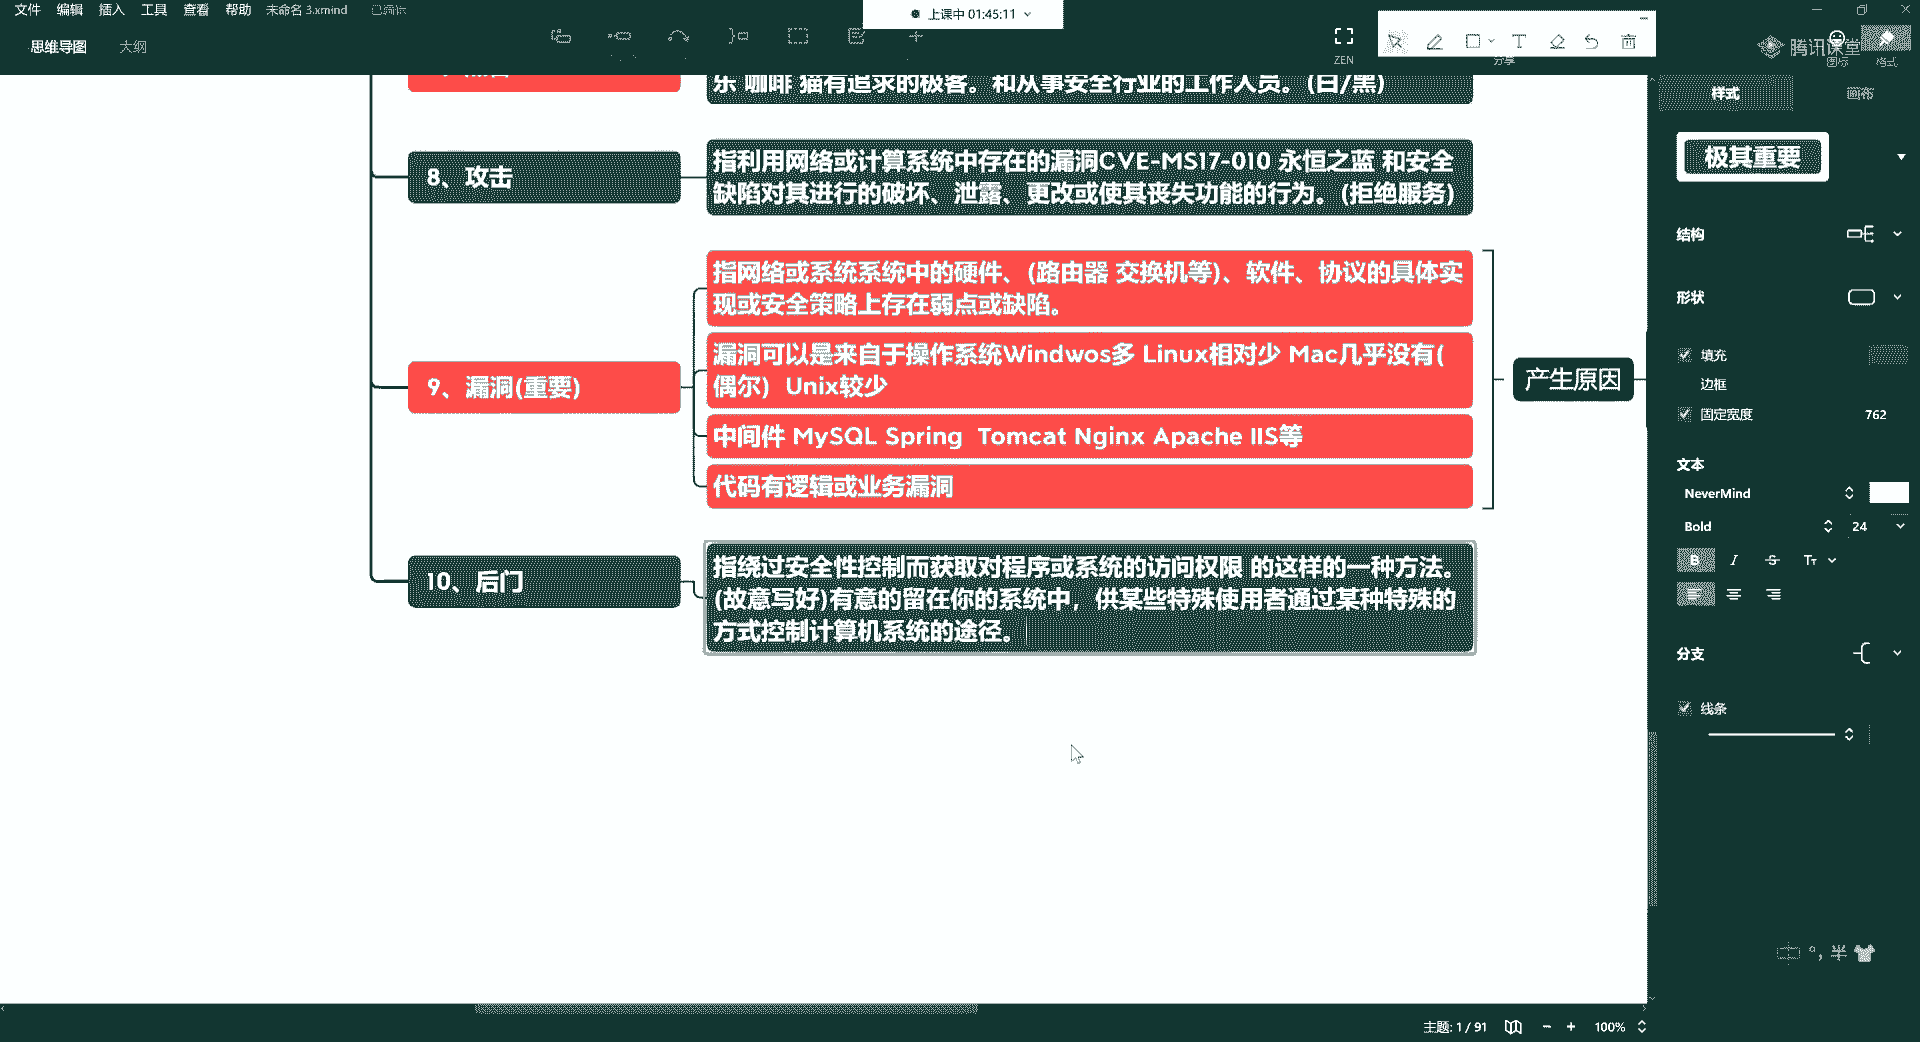 文件 编辑 插入 工具 查看 帮助 未命名 3.xmind
上课中 01:45:11
思维导图 大纲
ZEN
分享
腾讯课堂
图标
格式
样式 画布
乐 咖啡 猫有追求的极客。和从事安全行业的工作人员。(白/黑)
8、攻击
指利用网络或计算系统中存在的漏洞CVE-MS17-010 永恒之蓝 和安全
缺陷对其进行的破坏、泄露、更改或使其丧失功能的行为。(拒绝服务)
9、漏洞(重要)
指网络或系统系统中的硬件、(路由器 交换机等)、软件、协议的具体实
现或安全策略上存在弱点或缺陷。
漏洞可以是来自于操作系统Windwos多 Linux相对少 Mac几乎没有(
偶尔) Unix较少
中间件 MySQL Spring Tomcat Nginx Apache IIS等
代码有逻辑或业务漏洞
产生原因
10、后门
指绕过安全性控制而获取对程序或系统的访问权限 的这样的一种方法。
(故意写好)有意的留在你的系统中，供某些特殊使用者通过某种特殊的
方式控制计算机系统的途径。
极其重要
结构
形状
填充
边框
固定宽度 762
文本
NeverMind
Bold 24
B I S Tт
分支
线条
中 °, 半
主题: 1 / 91
100%